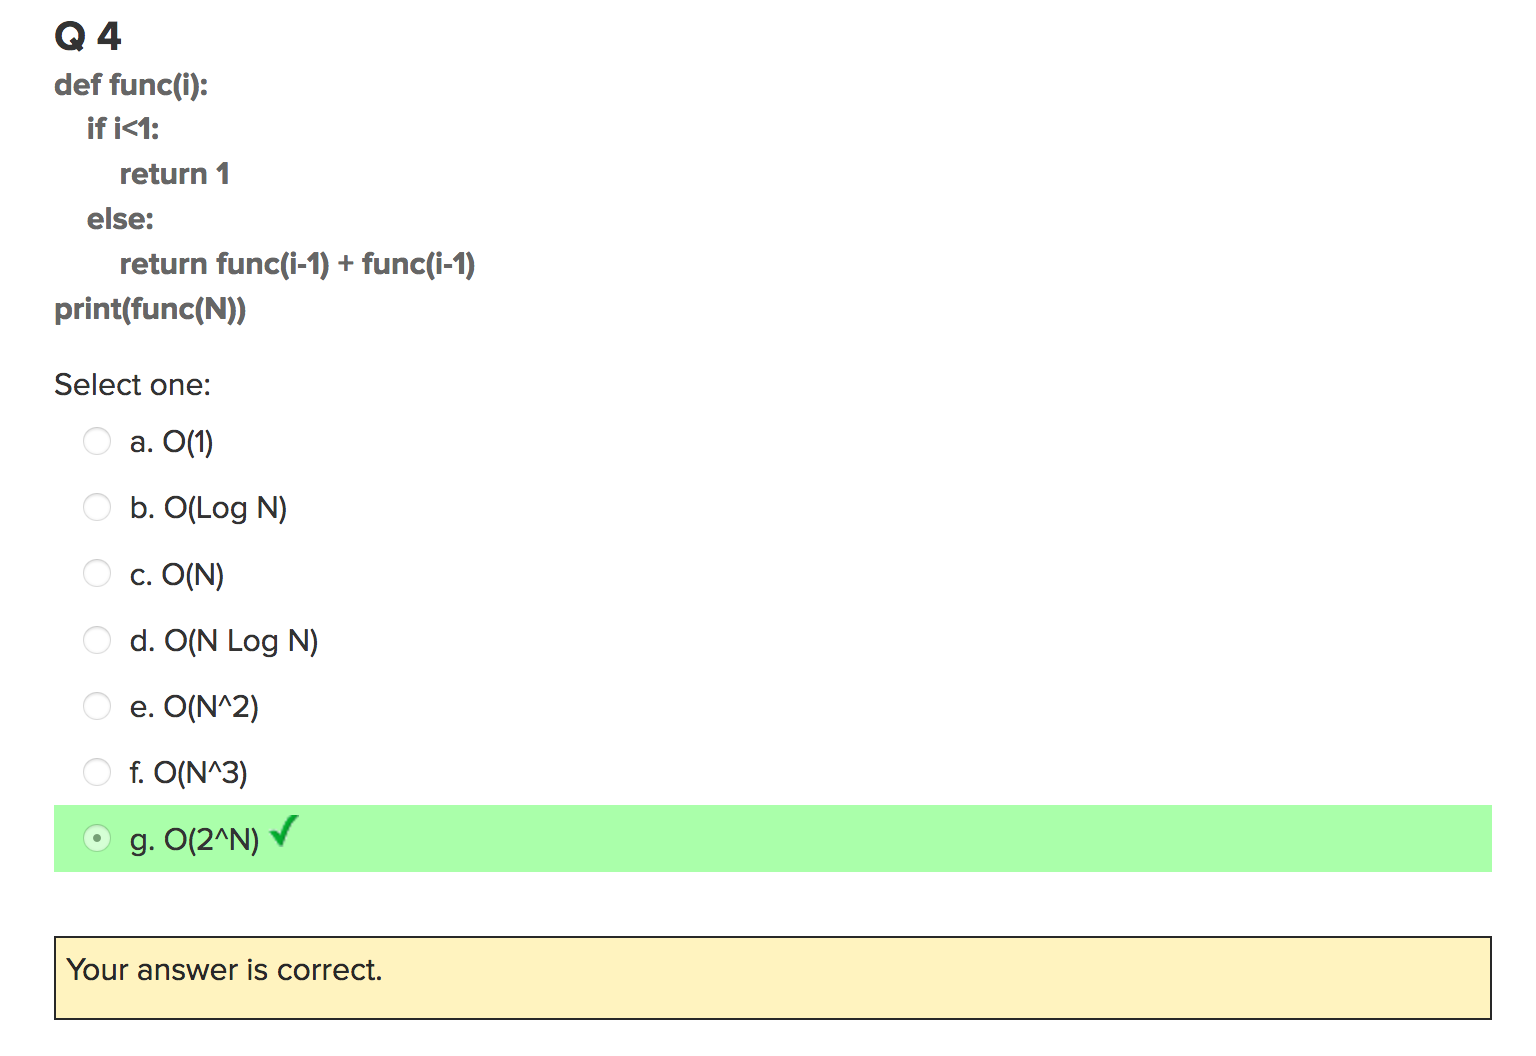 Q 4
def func(i):
if i<1:
return 1
else:
return func(i-1) + func(i-1)
print(func(N))
Select one:
a. O(1)
b. O(Log N)
c. O(N)
d. O(N Log N)
e. O(N^2)
f. O(N^3)
g. O(2^N)
Your answer is correct.